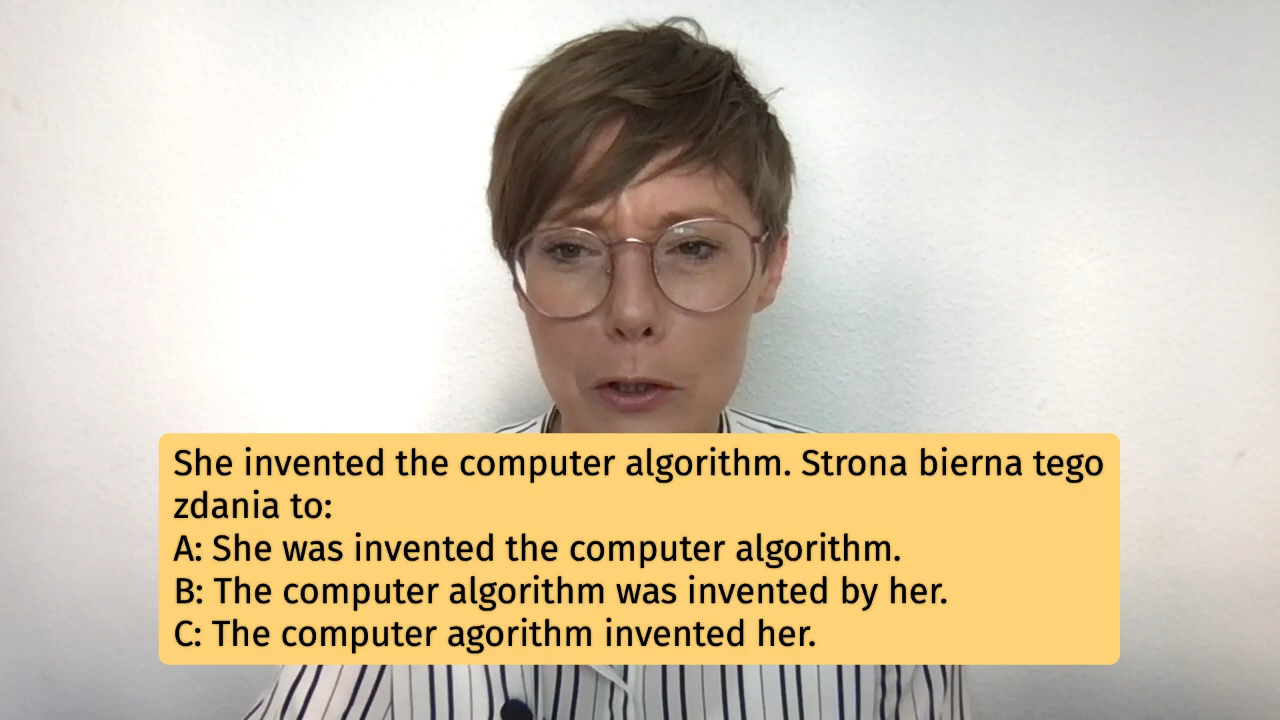 She invented the computer algorithm. Strona bierna tego
zdania to:
A: She was invented the computer algorithm.
B: The computer algorithm was invented by her.
C: The computer agorithm invented her.